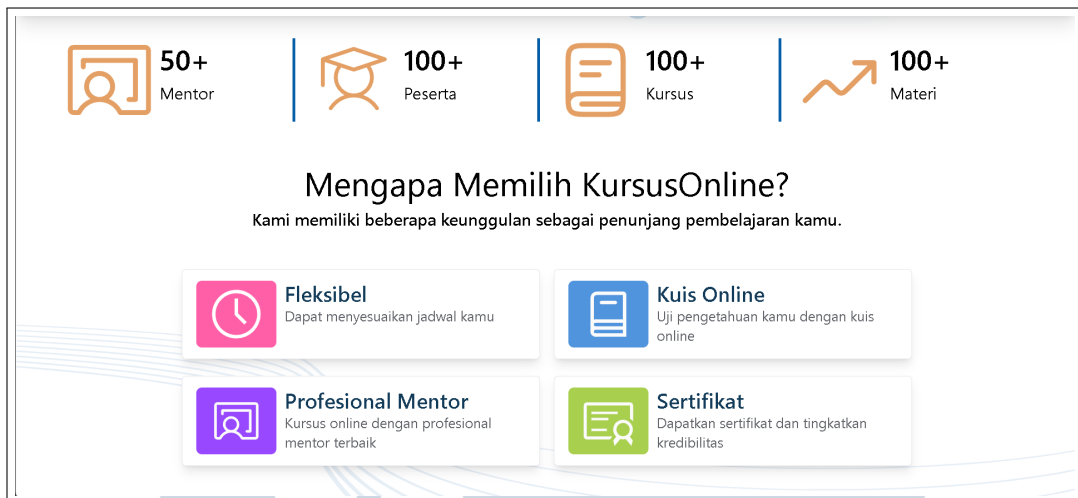 50+
Mentor
100+
Peserta
100+
Kursus
100+
Materi
Mengapa Memilih KursusOnline?
Kami memiliki beberapa keunggulan sebagai penunjang pembelajaran kamu.
Fleksibel
Dapat menyesuaikan jadwal kamu
Kuis Online
Uji pengetahuan kamu dengan kuis
online
Profesional Mentor
Kursus online dengan profesional
mentor terbaik
Sertifikat
Dapatkan sertifikat dan tingkatkan
kredibilitas